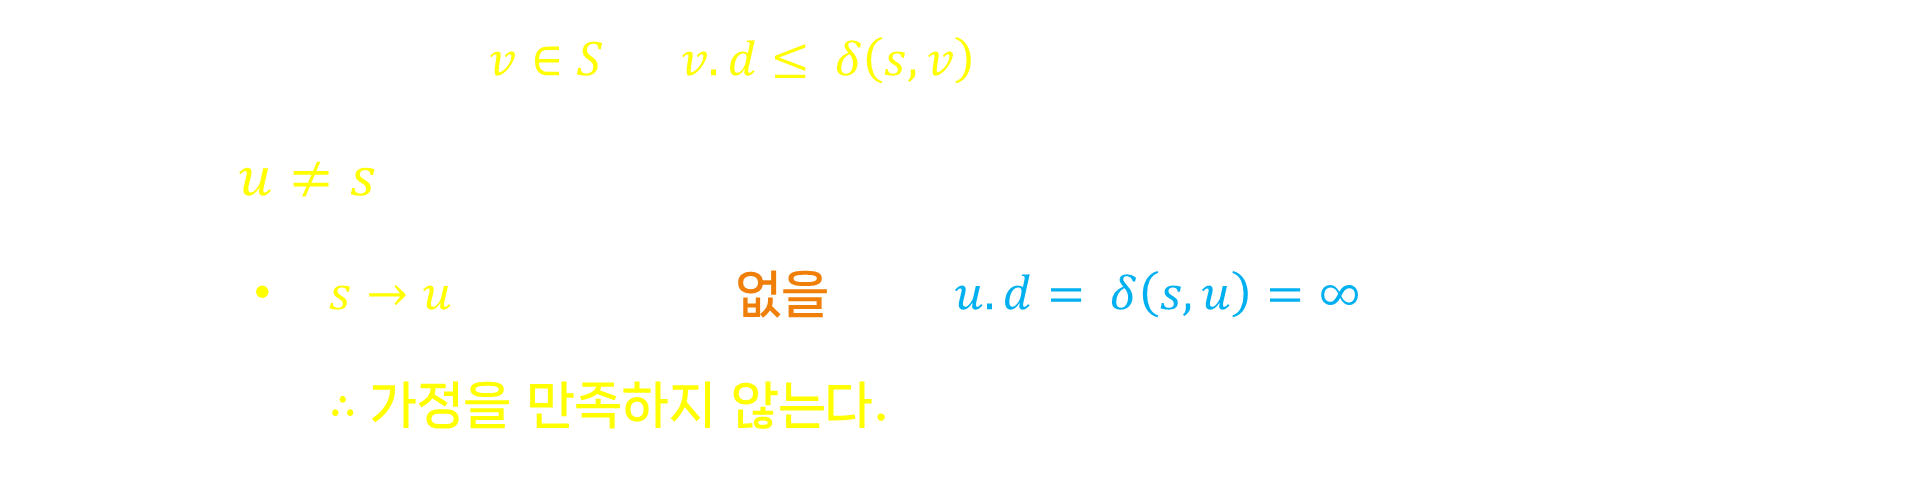 v ∈ S v.d ≤ δ(s, v)
u ≠ s
• s → u 없을 u.d = δ(s, u) = ∞
∴ 가정을 만족하지 않는다.